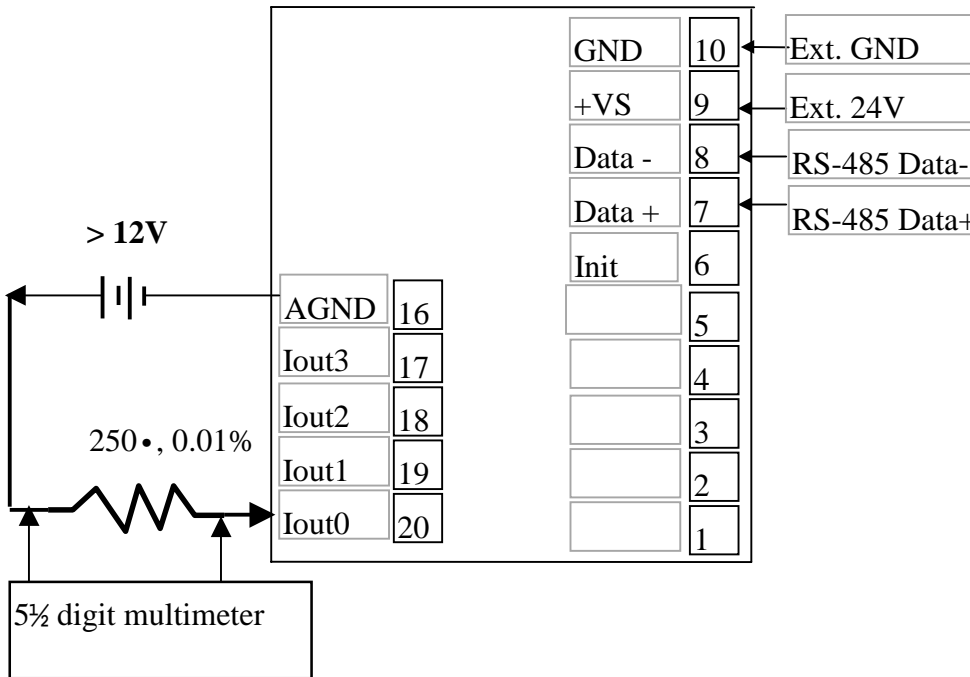 GND 10 Ext. GND
+VS 9 Ext. 24V
Data - 8 RS-485 Data-
Data + 7 RS-485 Data+
> 12V
Init 6
AGND 16
5
Iout3 17
4
Iout2 18
3
250•, 0.01%
Iout1 19
2
Iout0 20
1
5½ digit multimeter